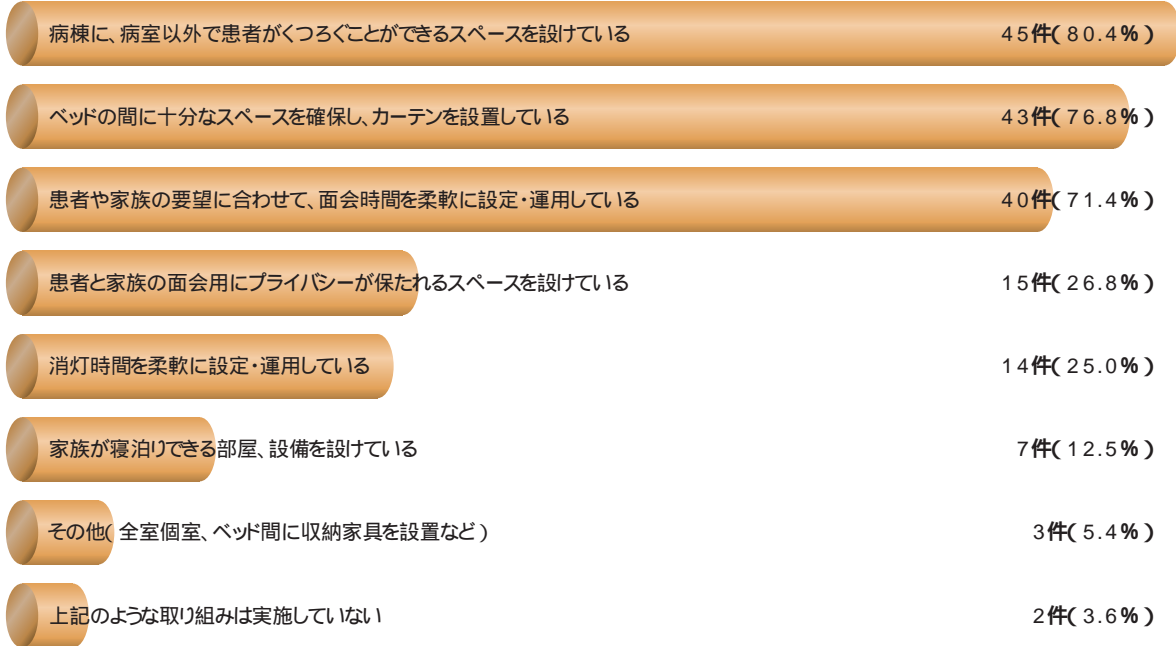 病棟に、病室以外で患者がくつろぐことができるスペースを設けている 45件(80.4%)
ベッドの間に十分なスペースを確保し、カーテンを設置している 43件(76.8%)
患者や家族の要望に合わせて、面会時間を柔軟に設定・運用している 40件(71.4%)
患者と家族の面会用にプライバシーが保たれるスペースを設けている 15件(26.8%)
消灯時間を柔軟に設定・運用している 14件(25.0%)
家族が寝泊りできる部屋、設備を設けている 7件(12.5%)
その他(全室個室、ベッド間に収納家具を設置など) 3件(5.4%)
上記のような取り組みは実施していない 2件(3.6%)